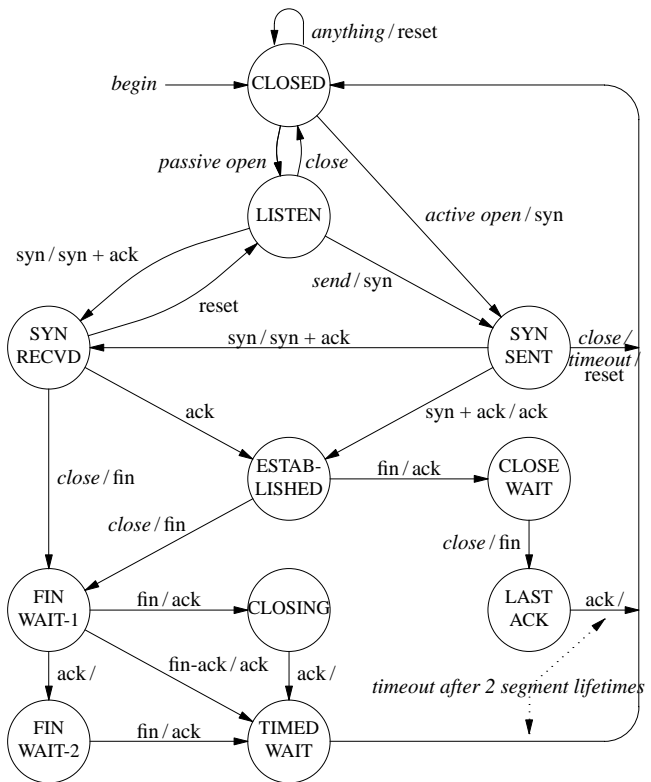 anything / reset
begin
CLOSED
passive open
close
LISTEN
active open / syn
syn / syn + ack
send / syn
reset
SYN
RECVD
syn / syn + ack
SYN
SENT
close /
timeout /
reset
ack
syn + ack / ack
close / fin
ESTAB-
LISHED
fin / ack
CLOSE
WAIT
close / fin
close / fin
FIN
WAIT-1
fin / ack
CLOSING
LAST
ACK
ack /
ack /
fin-ack / ack
ack /
timeout after 2 segment lifetimes
FIN
WAIT-2
fin / ack
TIMED
WAIT